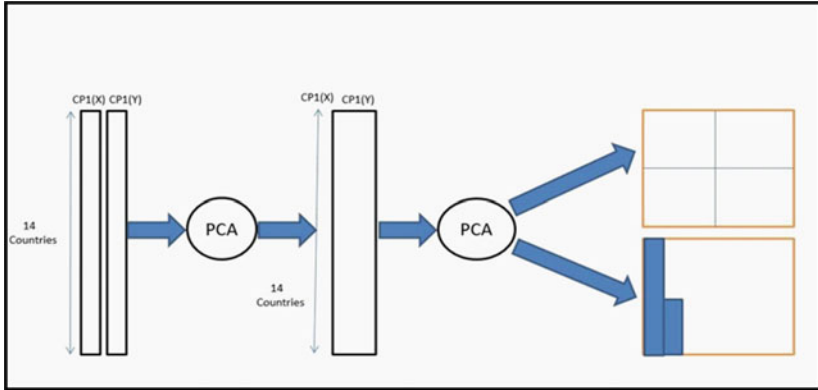 CP1(X) CP1(Y)
CP1(X) CP1(Y)
14
Countries
PCA
14
Countries
PCA